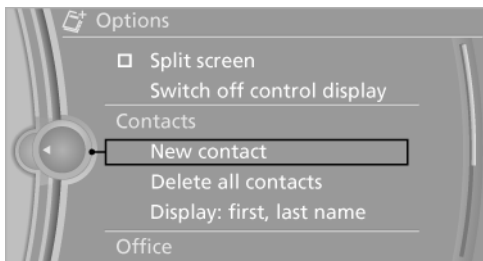 Options
Split screen
Switch off control display
Contacts
New contact
Delete all contacts
Display: first, last name
Office